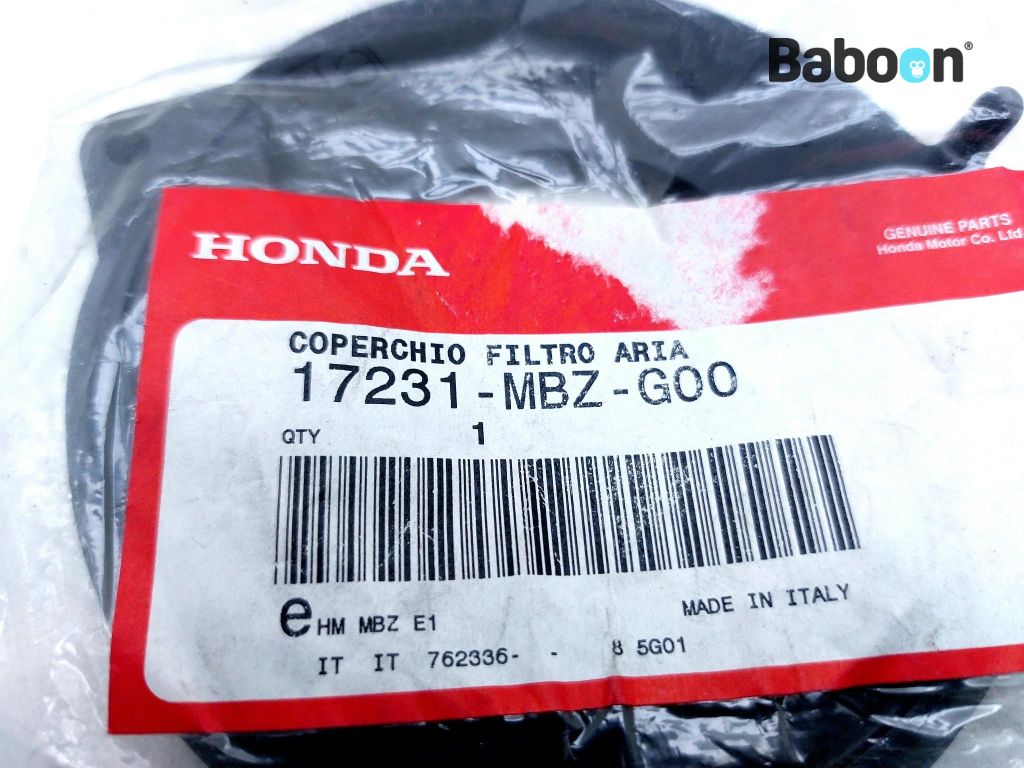 Baboon®
HONDA
GENUINE PARTS
Honda Motor Co. Ltd
COPERCHIO FILTRO ARIA
17231-MBZ-G00
QTY 1
e HM MBZ E1
MADE IN ITALY
IT IT 762336- - 8 5G01